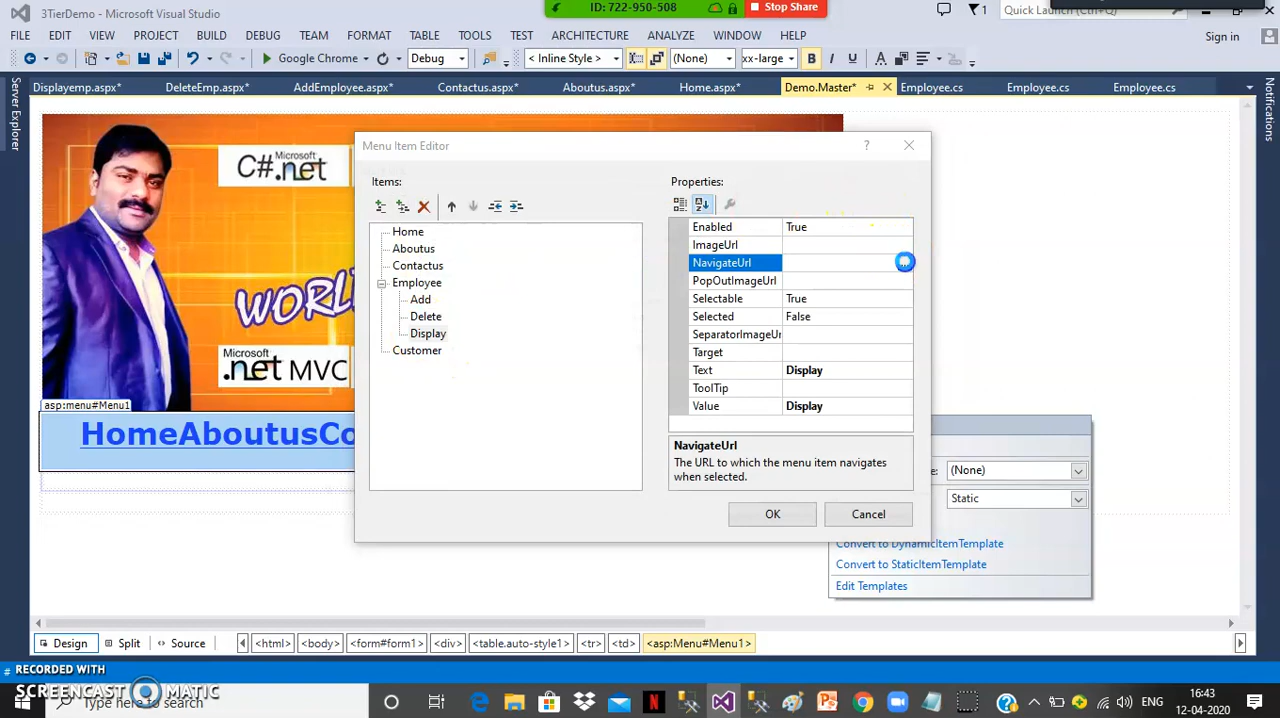 3TierDemo - Microsoft Visual Studio
ID: 722-950-508
Stop Share
1
Quick Launch (Ctrl+Q)
FILE EDIT VIEW PROJECT BUILD DEBUG TEAM FORMAT TABLE TOOLS TEST ARCHITECTURE ANALYZE WINDOW HELP
Sign in
Google Chrome
Debug
< Inline Style >
(None)
xx-large
B I U A
Server Explorer
Displayemp.aspx*
DeleteEmp.aspx*
AddEmployee.aspx*
Contactus.aspx*
Aboutus.aspx*
Home.aspx*
Demo.Master*
Employee.cs
Employee.cs
Employee.cs
Notifications
Microsoft
C#.net
WORL
Microsoft
.net MVC
asp:menu#Menu1
HomeAboutusCo
Menu Item Editor
?
Items:
Home
Aboutus
Contactus
Employee
Add
Delete
Display
Customer
Properties:
Enabled True
ImageUrl
NavigateUrl
PopOutImageUrl
Selectable True
Selected False
SeparatorImageUr
Target
Text Display
ToolTip
Value Display
NavigateUrl
The URL to which the menu item navigates
when selected.
OK
Cancel
e: (None)
Static
Convert to DynamicItemTemplate
Convert to StaticItemTemplate
Edit Templates
Design
Split
Source
<html> <body> <form#form1> <div> <table.auto-style1> <tr> <td> <asp:Menu#Menu1>
RECORDED WITH
SCREENCAST MATIC
Type here to search
ENG
16:43
12-04-2020